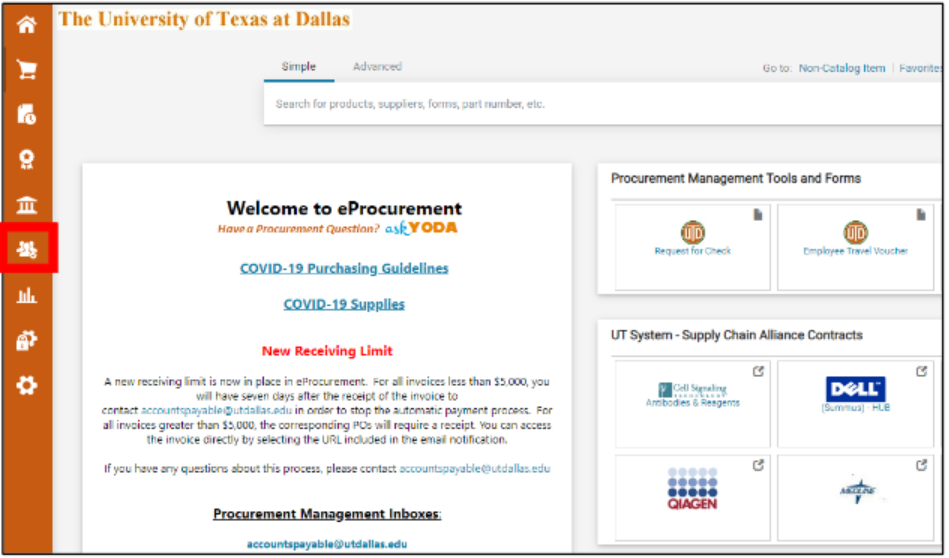 The University of Texas at Dallas
Simple Advanced
Go to: Non-Catalog Item | Favorites
Search for products, suppliers, forms, part number, etc.
Welcome to eProcurement
Have a Procurement Question? askYODA
COVID-19 Purchasing Guidelines
COVID-19 Supplies
New Receiving Limit
A new receiving limit is now in place in eProcurement. For all invoices less than $5,000, you
will have seven days after the receipt of the invoice to
contact accountspayable@utdallas.edu in order to stop the automatic payment process. For
all invoices greater than $5,000, the corresponding POs will require a receipt. You can access
the invoice directly by selecting the URL included in the email notification.
If you have any questions about this process, please contact accountspayable@utdallas.edu
Procurement Management Inboxes:
accountspayable@utdallas.edu
Procurement Management Tools and Forms
UTD
Request for Check
UTD
Employee Travel Voucher
UT System - Supply Chain Alliance Contracts
Cell Signaling
Antibodies & Reagents
DELL
(Summus) - HUB
QIAGEN
MEDLINE